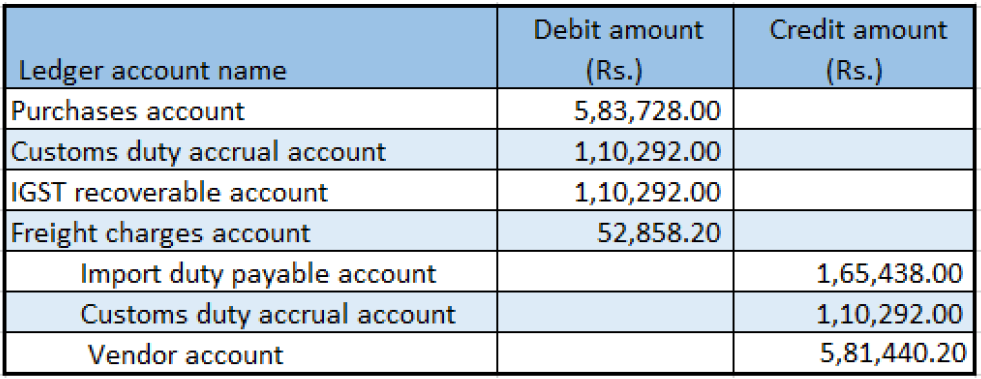 Ledger account name Debit amount (Rs.) Credit amount (Rs.)
Purchases account 5,83,728.00
Customs duty accrual account 1,10,292.00
IGST recoverable account 1,10,292.00
Freight charges account 52,858.20
Import duty payable account 1,65,438.00
Customs duty accrual account 1,10,292.00
Vendor account 5,81,440.20